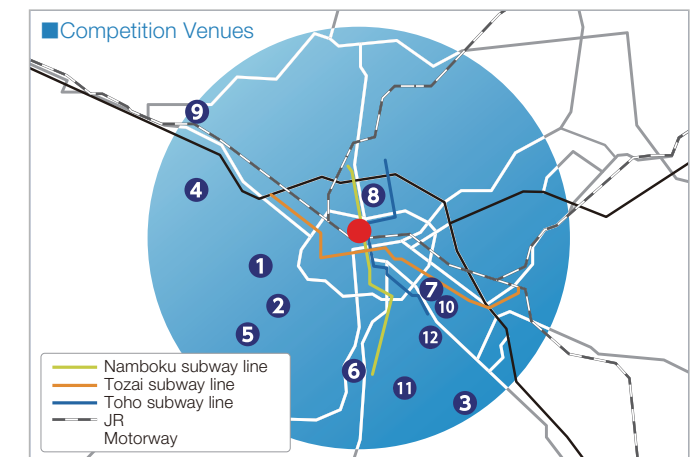 ■Competition Venues
9
4
8
1
7
2
10
5
12
6
11
3
Namboku subway line
Tozai subway line
Toho subway line
JR
Motorway